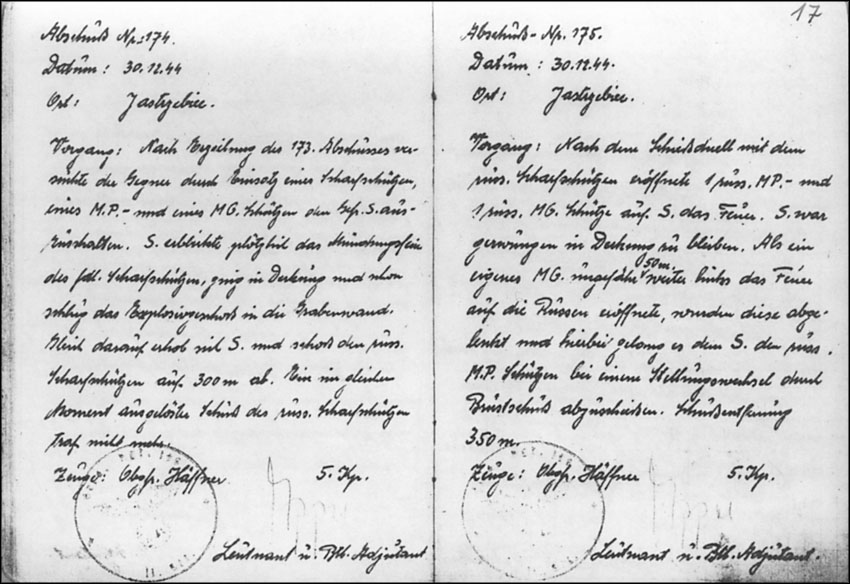 17
Abschuß Nr.: 174.
Datum: 30.12.44
Ort: Jastrzebiec.
Vorgang: Nach Erzielung des 173. Abschusses ver-
suchte der Gegner durch Einsatz eines Scharfschützen,
eines M.P.- und eines MG. Schützen den Gefr. S. aus-
zuschalten. S. erblickte plötzlich das Mündungsfeuer
des fdl. Scharfschützen, ging in Deckung und schon
schlug das Explosivgeschoß in die Grabenwand.
Gleich darauf erhob sich S. und schoß den russ.
Scharfschützen auf 300 m ab. Ein im gleichen
Moment ausgelöster Schuß des russ. Scharfschützen
traf nicht mehr.
Zeuge: Obgfr. Häffner 5. Kp.
Leutnant u. Btl. Adjutant
Abschuß-Nr. 175.
Datum: 30.12.44.
Ort: Jastrzebiec.
Vorgang: Nach dem Schießduell mit dem
russ. Scharfschützen eröffnete 1 russ. MP.- und
1 russ. MG. Schütze auf S. das Feuer. S. war
gezwungen in Deckung zu bleiben. Als ein
eigenes MG. ungefähr 50 m. weiter links das Feuer
auf die Russen eröffnete, wurden diese abge-
lenkt und hierbei gelang es dem S. den russ.
M.P. Schützen bei einem Stellungswechsel durch
Brustschuß abzuschießen. Schußentfernung
350 m.
Zeuge: Obgfr. Häffner 5. Kp.
Leutnant u. Btl. Adjutant